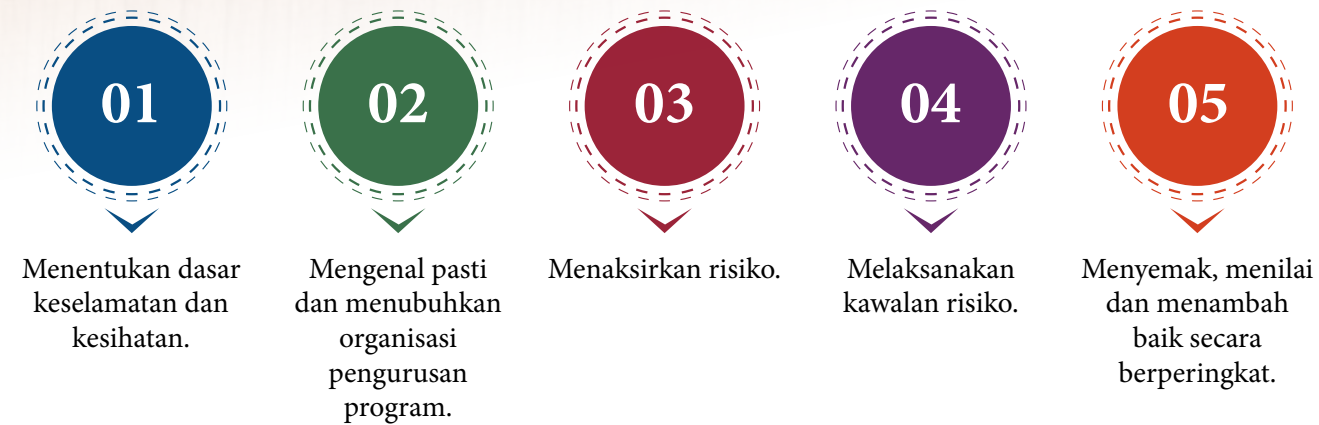 01
Menentukan dasar
keselamatan dan
kesihatan.
02
Mengenal pasti
dan menubuhkan
organisasi
pengurusan
program.
03
Menaksirkan risiko.
04
Melaksanakan
kawalan risiko.
05
Menyemak, menilai
dan menambah
baik secara
berperingkat.